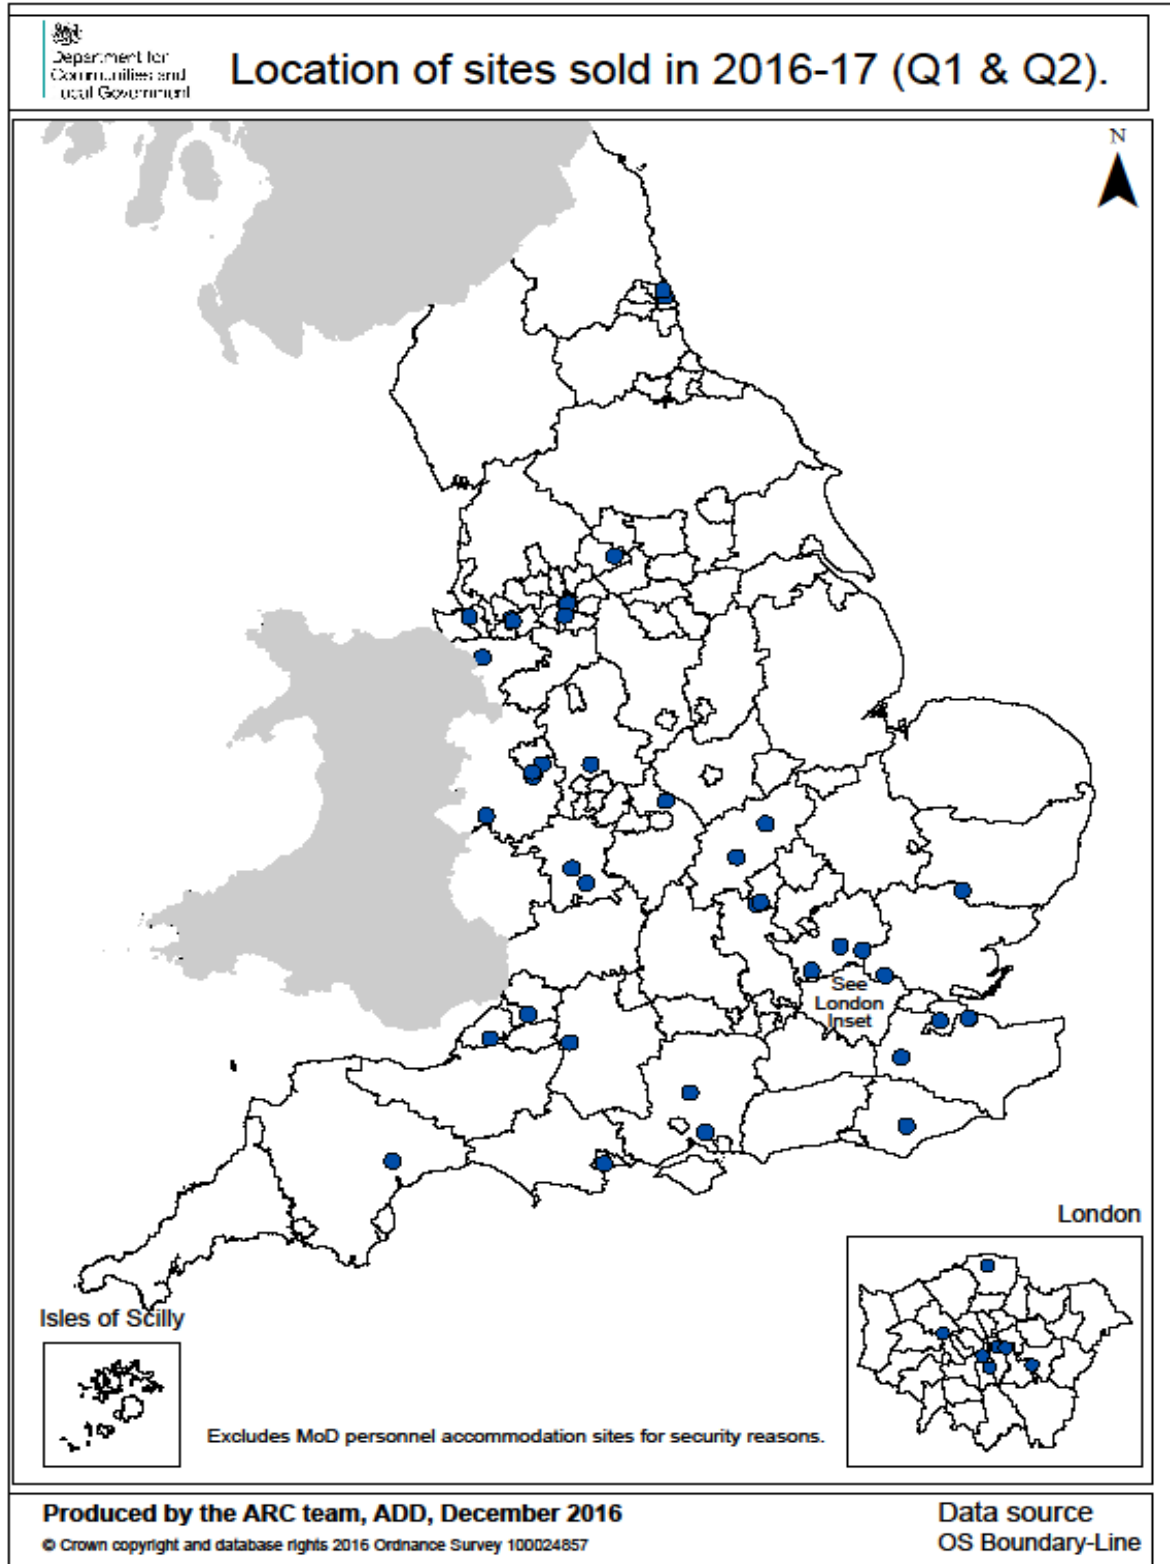 Department for
Communities and
Local Government
Location of sites sold in 2016-17 (Q1 & Q2).
N
See
London
Inset
London
Isles of Scilly
Excludes MoD personnel accommodation sites for security reasons.
Produced by the ARC team, ADD, December 2016
© Crown copyright and database rights 2016 Ordnance Survey 100024857
Data source
OS Boundary-Line